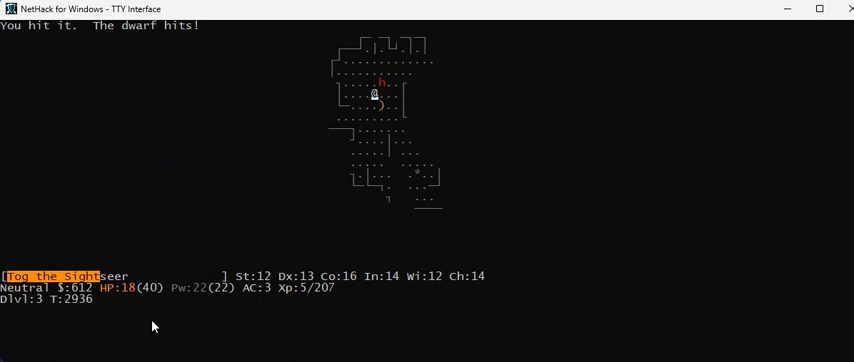 NetHack for Windows - TTY Interface
You hit it.  The dwarf hits!
[Tog the Sightseer             ] St:12 Dx:13 Co:16 In:14 Wi:12 Ch:14
Neutral $:612 HP:18(40) Pw:22(22) AC:3 Xp:5/207
Dlvl:3 T:2936